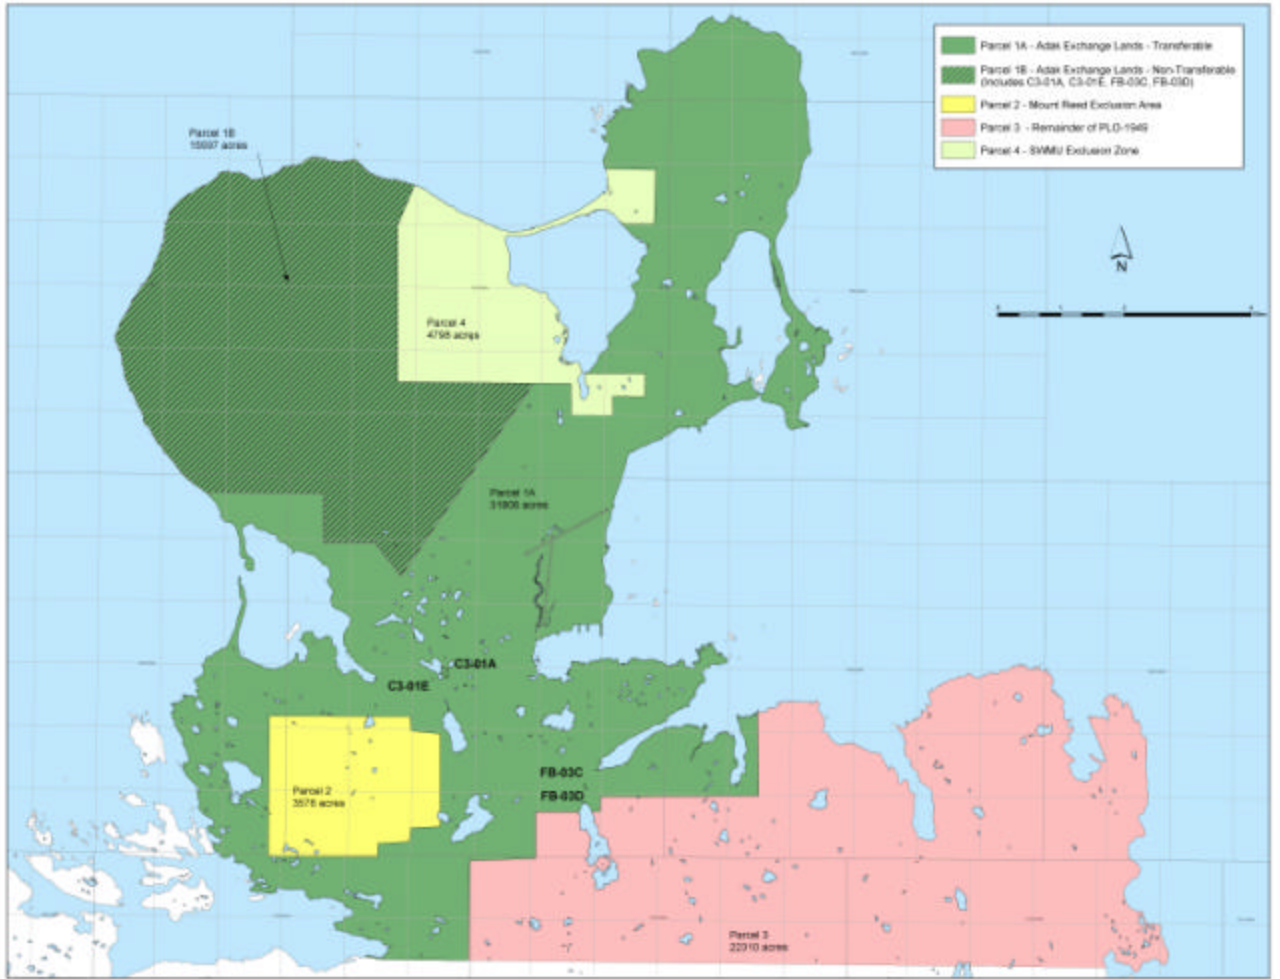 Parcel 1A - Adak Exchange Lands - Transferable
Parcel 1B - Adak Exchange Lands - Non-Transferable
(Includes C3-01A, C3-01E, FB-03C, FB-03D)
Parcel 2 - Mount Reed Exclusion Area
Parcel 3 - Remainder of PLO-1949
Parcel 4 - SWMU Exclusion Zone
Parcel 1B
acres
N
Parcel 4
4798 acres
Parcel 1A
acres
C3-01A
C3-01E
FB-03C
FB-03D
Parcel 2
3578 acres
Parcel 3
22310 acres